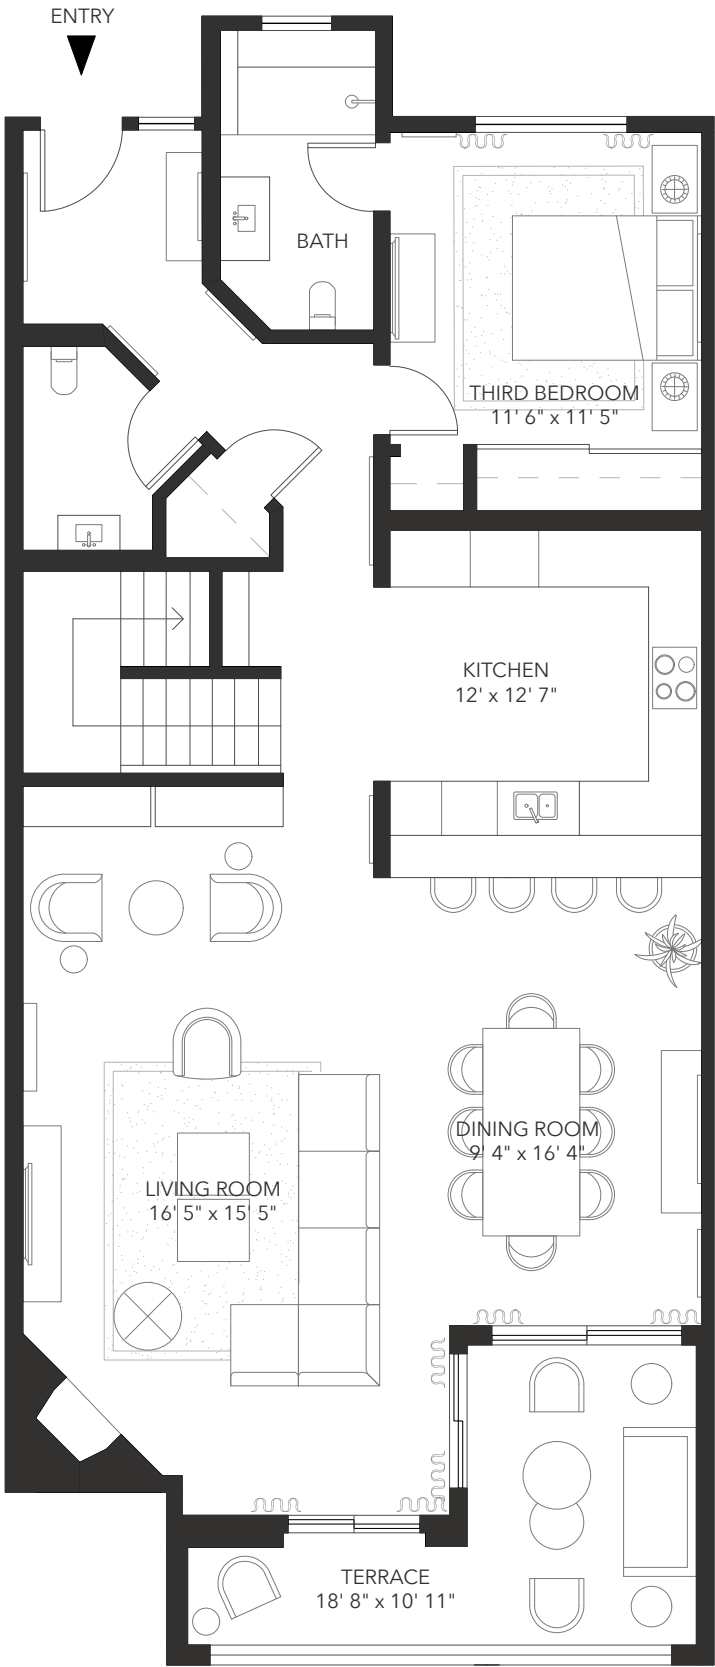 ENTRY
BATH
THIRD BEDROOM
11' 6" x 11' 5"
KITCHEN
12' x 12' 7"
DINING ROOM
9' 4" x 16' 4"
LIVING ROOM
16' 5" x 15' 5"
TERRACE
18' 8" x 10' 11"